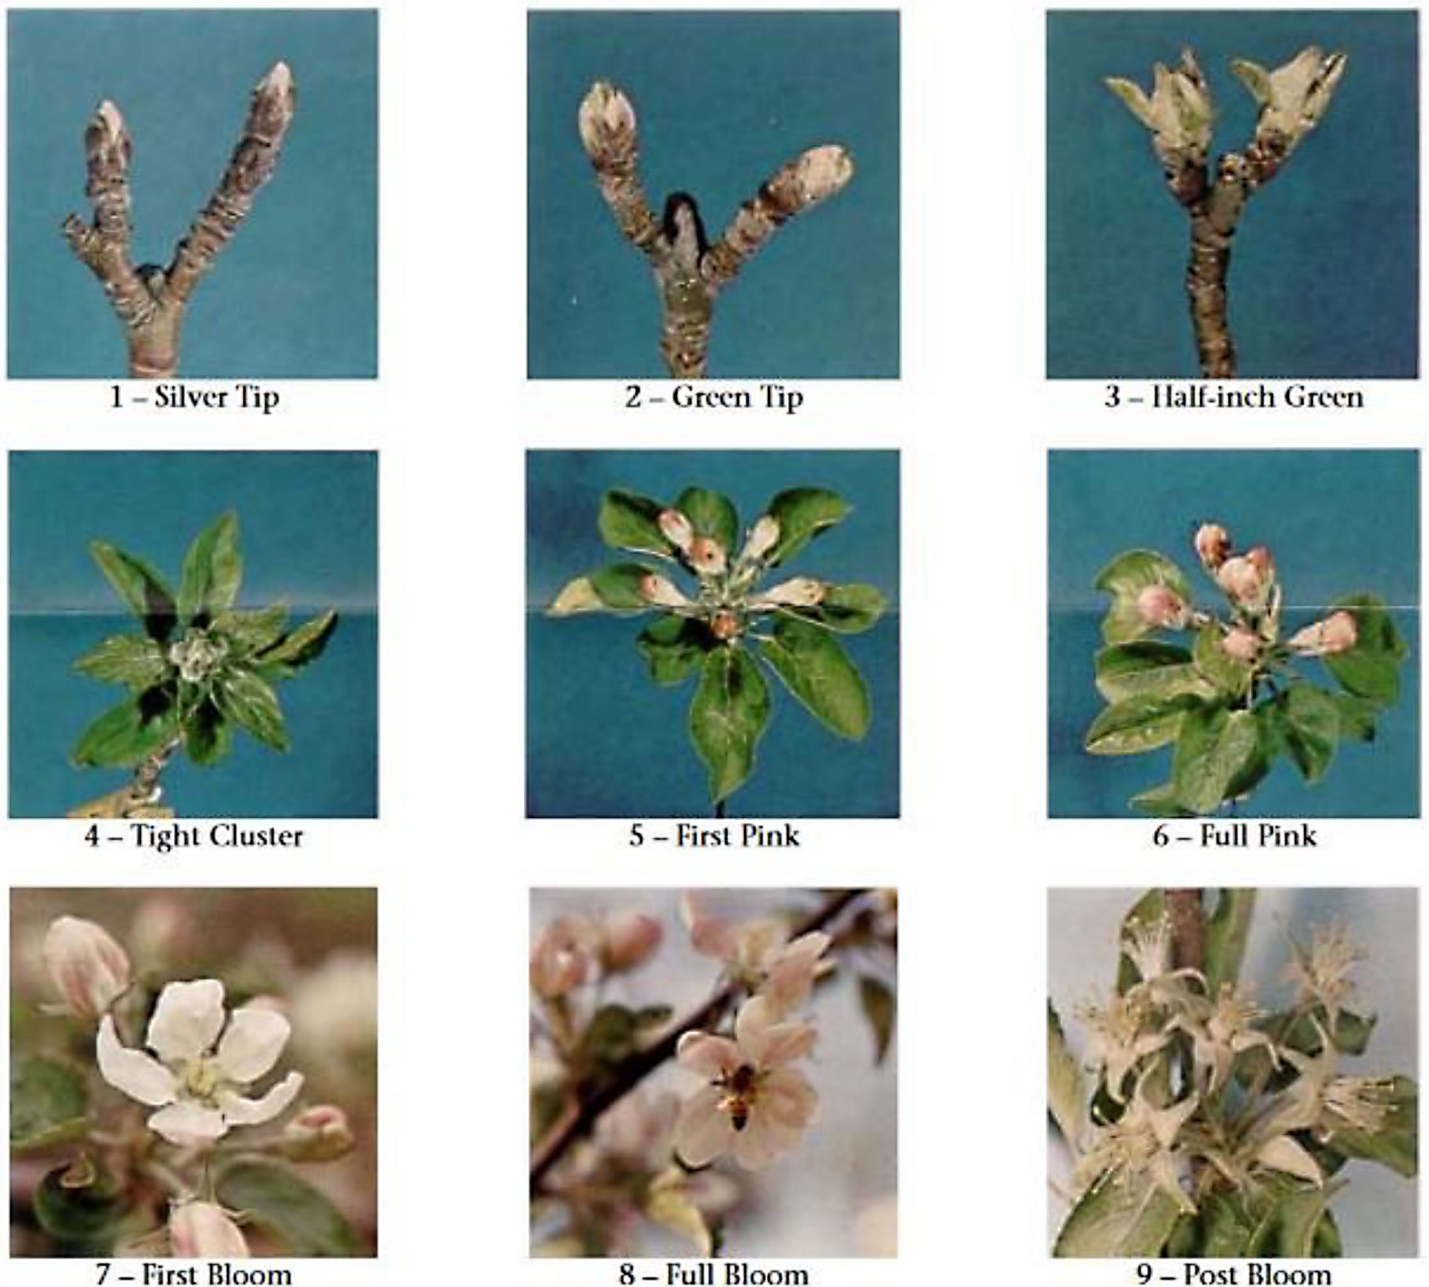 1 – Silver Tip
2 – Green Tip
3 – Half-inch Green
4 – Tight Cluster
5 – First Pink
6 – Full Pink
7 – First Bloom
8 – Full Bloom
9 – Post Bloom